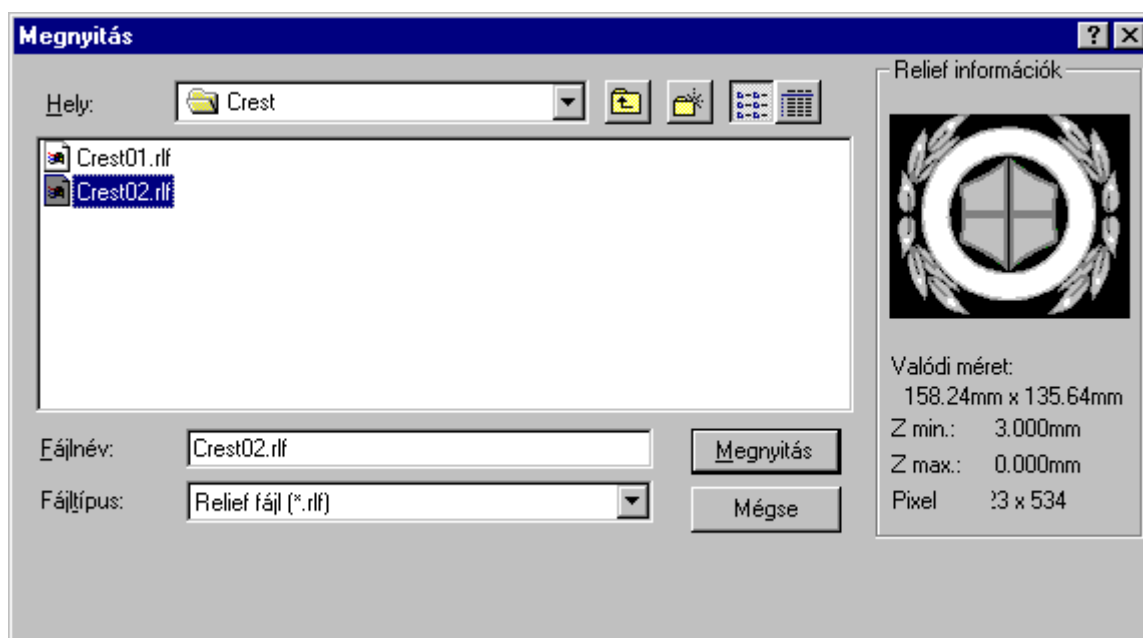 Megnyitás
Hely:
Crest
Crest01.rlf
Crest02.rlf
Fájlnév:
Crest02.rlf
Megnyitás
Fájltípus:
Relief fájl (*.rlf)
Mégse
Relief információk
Valódi méret:
158.24mm x 135.64mm
Z min.: 3.000mm
Z max.: 0.000mm
Pixel x 534